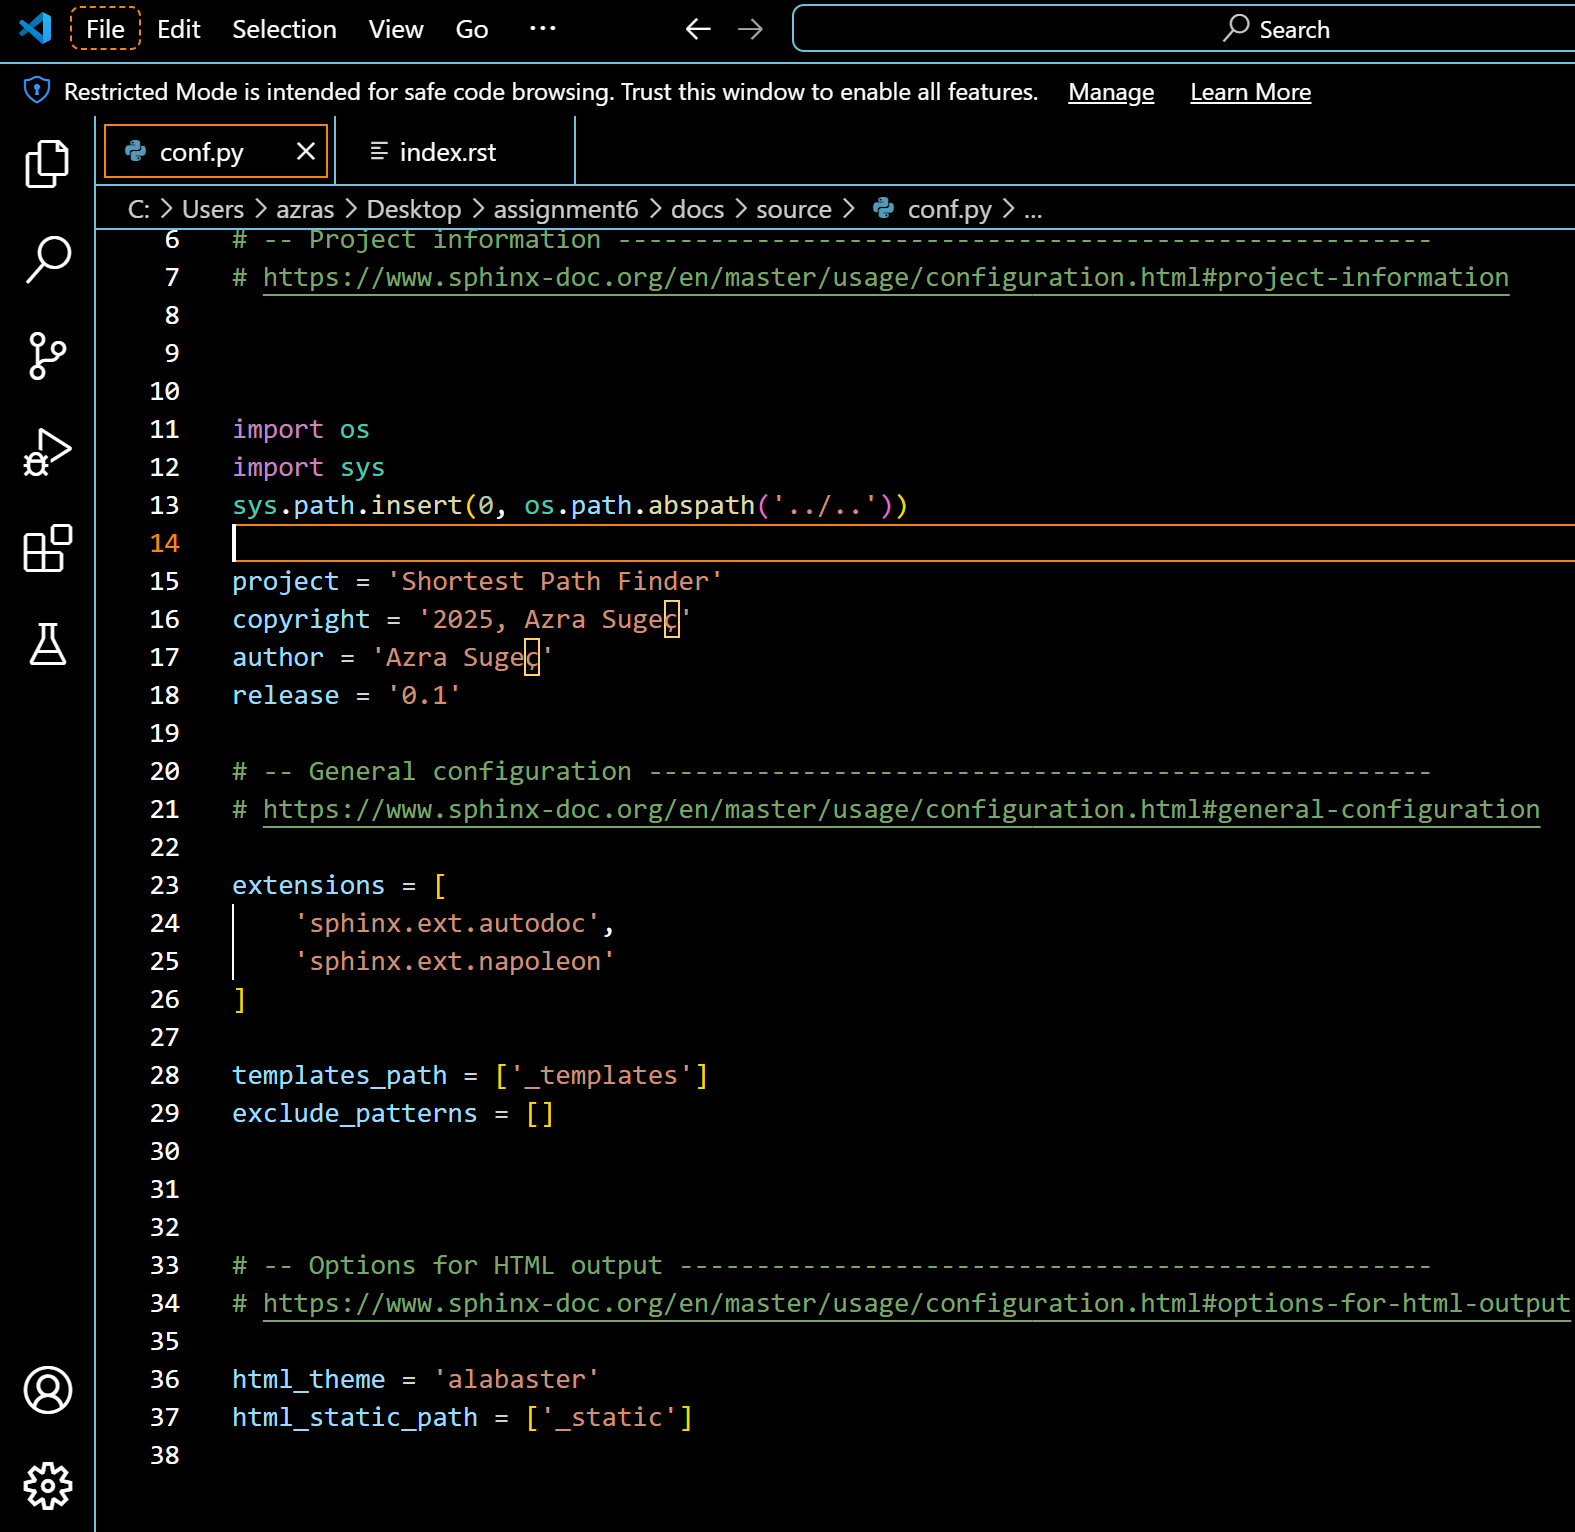 File Edit Selection View Go ··· Search
Restricted Mode is intended for safe code browsing. Trust this window to enable all features. Manage Learn More
conf.py index.rst
C: > Users > azras > Desktop > assignment6 > docs > source > conf.py > ...
6 # -- Project information -----------------------------------------------------
7 # https://www.sphinx-doc.org/en/master/usage/configuration.html#project-information
8
9
10
11 import os
12 import sys
13 sys.path.insert(0, os.path.abspath('../..'))
14
15 project = 'Shortest Path Finder'
16 copyright = '2025, Azra Sugeç'
17 author = 'Azra Sugeç'
18 release = '0.1'
19
20 # -- General configuration ---------------------------------------------------
21 # https://www.sphinx-doc.org/en/master/usage/configuration.html#general-configuration
22
23 extensions = [
24     'sphinx.ext.autodoc',
25     'sphinx.ext.napoleon'
26 ]
27
28 templates_path = ['_templates']
29 exclude_patterns = []
30
31
32
33 # -- Options for HTML output -------------------------------------------------
34 # https://www.sphinx-doc.org/en/master/usage/configuration.html#options-for-html-output
35
36 html_theme = 'alabaster'
37 html_static_path = ['_static']
38